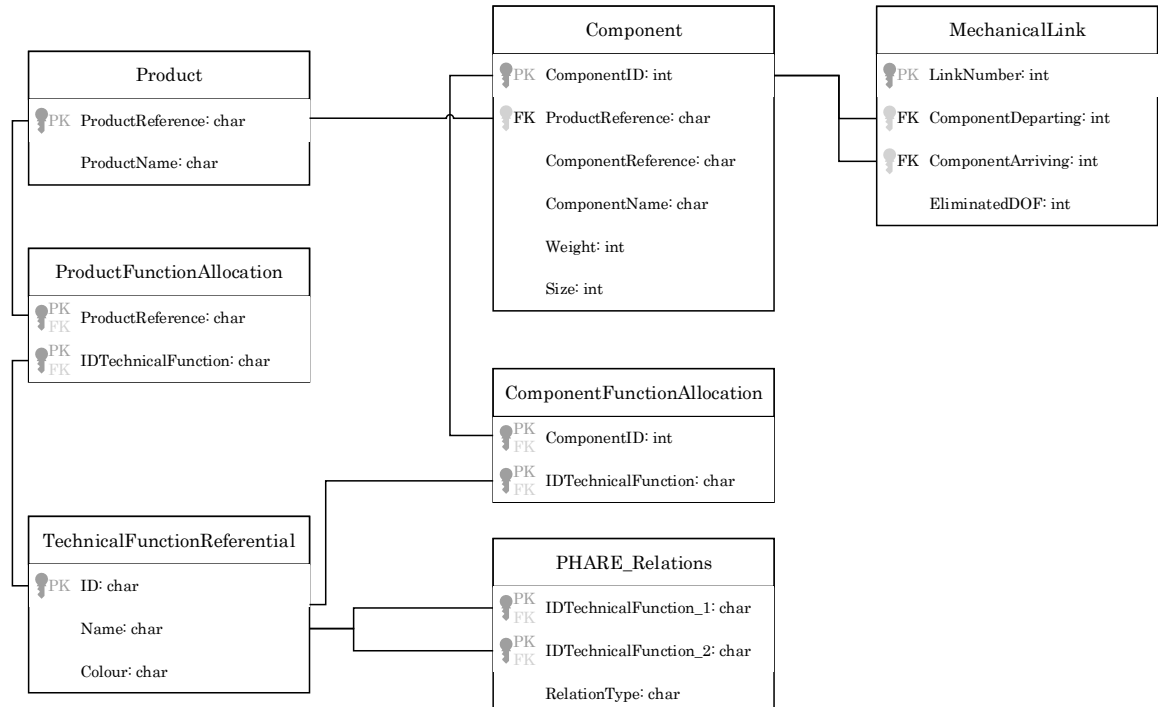 Product
PK ProductReference: char
ProductName: char
ProductFunctionAllocation
PK
FK ProductReference: char
PK
FK IDTechnicalFunction: char
TechnicalFunctionReferential
PK ID: char
Name: char
Colour: char
Component
PK ComponentID: int
FK ProductReference: char
ComponentReference: char
ComponentName: char
Weight: int
Size: int
ComponentFunctionAllocation
PK
FK ComponentID: int
PK
FK IDTechnicalFunction: char
PHARE_Relations
PK
FK IDTechnicalFunction_1: char
PK
FK IDTechnicalFunction_2: char
RelationType: char
MechanicalLink
PK LinkNumber: int
FK ComponentDeparting: int
FK ComponentArriving: int
EliminatedDOF: int